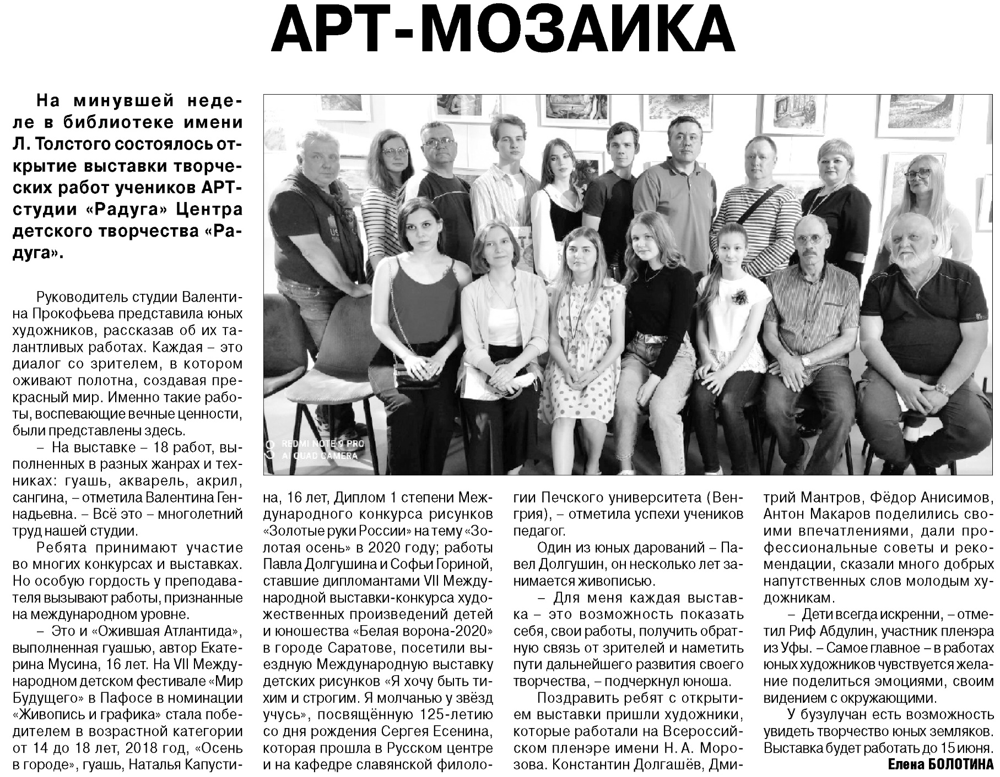 АРТ-МОЗАИКА
На минувшей неде-
ле в библиотеке имени
Л. Толстого состоялось от-
крытие выставки творче-
ских работ учеников АРТ-
студии «Радуга» Центра
детского творчества «Ра-
дуга».
Руководитель студии Валенти-
на Прокофьева представила юных
художников, рассказав об их та-
лантливых работах. Каждая – это
диалог со зрителем, в котором
оживают полотна, создавая пре-
красный мир. Именно такие рабо-
ты, воспевающие вечные ценности,
были представлены здесь.
– На выставке – 18 работ, вы-
полненных в разных жанрах и тех-
никах: гуашь, акварель, акрил,
сангина, – отметила Валентина Ген-
надьевна. – Всё это – многолетний
труд нашей студии.
Ребята принимают участие
во многих конкурсах и выставках.
Но особую гордость у преподава-
теля вызывают работы, признанные
на международном уровне.
– Это и «Ожившая Атлантида»,
выполненная гуашью, автор Екате-
рина Мусина, 16 лет. На VII Между-
народном детском фестивале «Мир
Будущего» в Пафосе в номинации
«Живопись и графика» стала побе-
дителем в возрастной категории
от 14 до 18 лет, 2018 год, «Осень
в городе», гуашь, Наталья Капусти-
REDMI NOTE 9 PRO
AI QUAD CAMERA
на, 16 лет, Диплом 1 степени Меж-
дународного конкурса рисунков
«Золотые руки России» на тему «Зо-
лотая осень» в 2020 году; работы
Павла Долгушина и Софьи Гориной,
ставшие дипломантами VII Между-
народной выставки-конкурса худо-
жественных произведений детей
и юношества «Белая ворона-2020»
в городе Саратове, посетили вы-
ездную Международную выставку
детских рисунков «Я хочу быть ти-
хим и строгим. Я молчанью у звёзд
учусь», посвящённую 125-летию
со дня рождения Сергея Есенина,
которая прошла в Русском центре
и на кафедре славянской филоло-
гии Печского университета (Вен-
грия), – отметила успехи учеников
педагог.
Один из юных дарований – Па-
вел Долгушин, он несколько лет за-
нимается живописью.
– Для меня каждая выстав-
ка – это возможность показать
себя, свои работы, получить обрат-
ную связь от зрителей и наметить
пути дальнейшего развития своего
творчества, – подчеркнул юноша.
Поздравить ребят с открыти-
ем выставки пришли художники,
которые работали на Всероссий-
ском пленэре имени Н. А. Моро-
зова. Константин Долгашёв, Дми-
трий Мантров, Фёдор Анисимов,
Антон Макаров поделились сво-
ими впечатлениями, дали про-
фессиональные советы и реко-
мендации, сказали много добрых
напутственных слов молодым ху-
дожникам.
– Дети всегда искренни, – отме-
тил Риф Абдулин, участник пленэра
из Уфы. – Самое главное – в работах
юных художников чувствуется жела-
ние поделиться эмоциями, своим
видением с окружающими.
У бузулучан есть возможность
увидеть творчество юных земляков.
Выставка будет работать до 15 июня.
Елена БОЛОТИНА